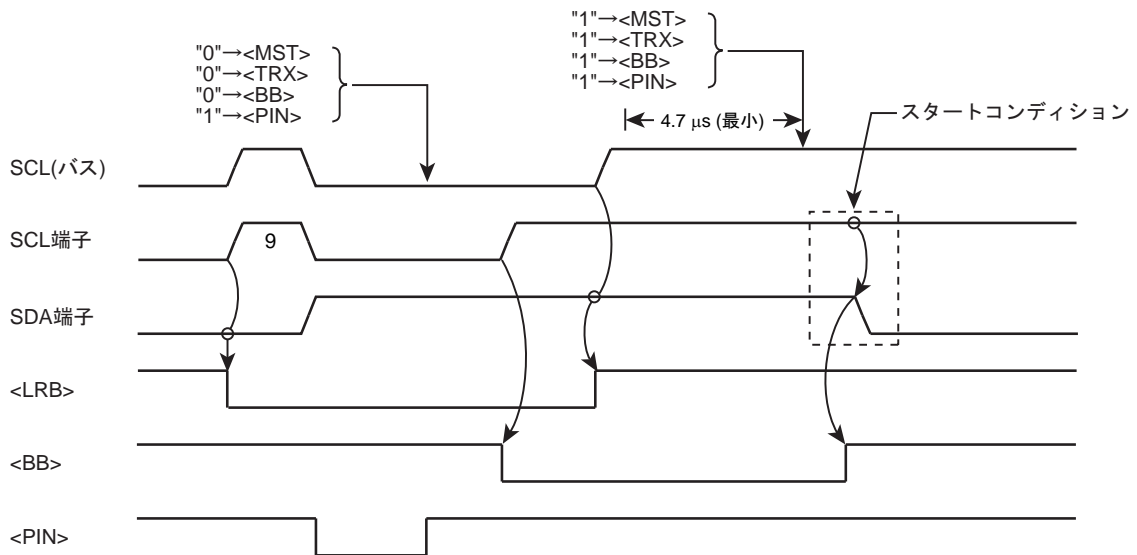 "0"→<MST>
"0"→<TRX>
"0"→<BB>
"1"→<PIN>
"1"→<MST>
"1"→<TRX>
"1"→<BB>
"1"→<PIN>
4.7 μs (最小)
スタートコンディション
SCL(バス)
SCL端子
9
SDA端子
<LRB>
<BB>
<PIN>